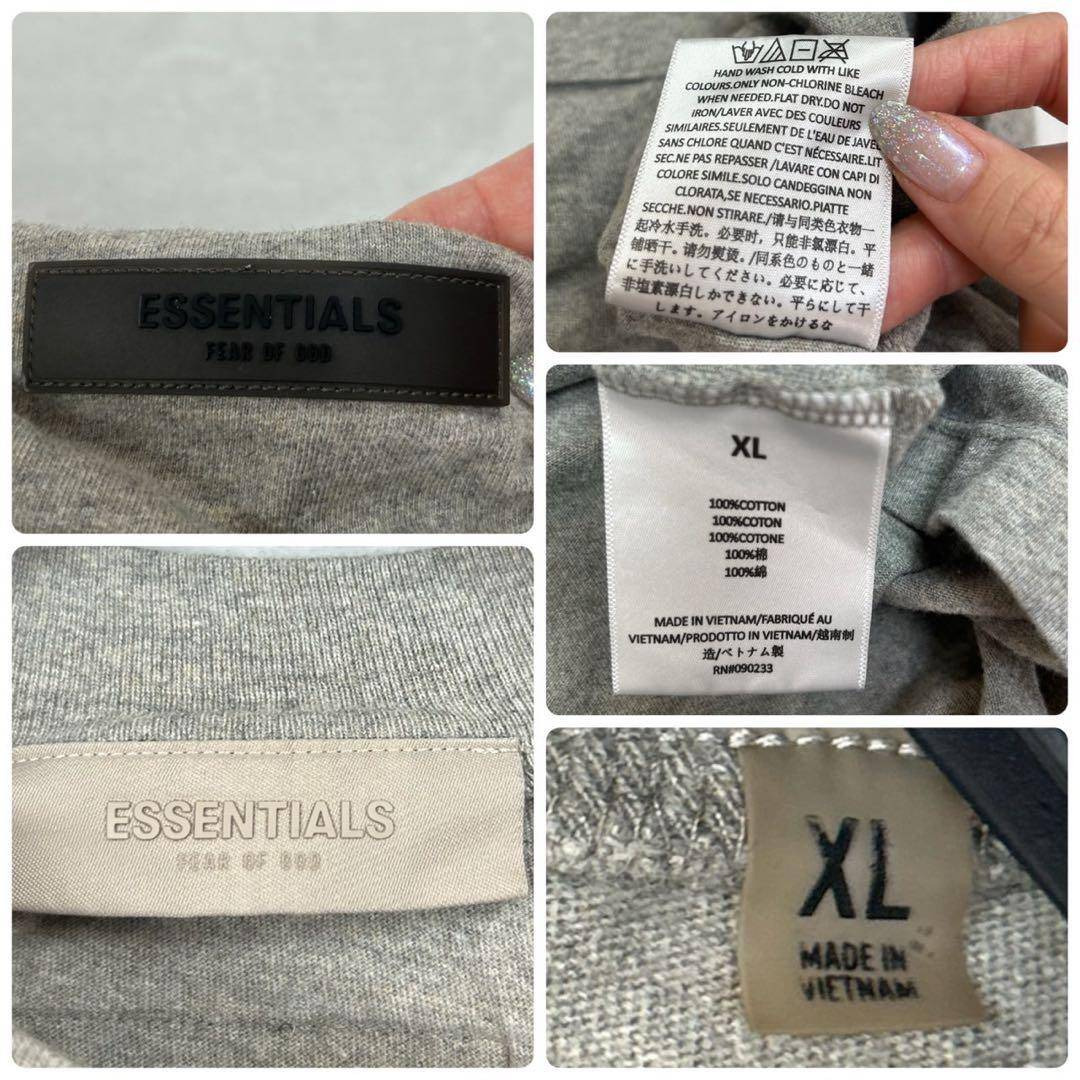 ESSENTIALS
FEAR OF GOD
HAND WASH COLD WITH LIKE
COLOURS.ONLY NON-CHLORINE BLEACH
WHEN NEEDED.FLAT DRY.DO NOT
IRON/LAVER AVEC DES COULEURS
SIMILAIRES.SEULEMENT DE L'EAU DE JAVEL
SANS CHLORE QUAND C'EST NÉCESSAIRE.LIT
SEC.NE PAS REPASSER /LAVARE CON CAPI DI
COLORE SIMILE.SOLO CANDEGGINA NON
CLORATA,SE NECESSARIO.PIATTE
SECCHE.NON STIRARE./请与同类色衣物一
起冷水手洗。必要时，只能非氯漂白。平
铺晒干。请勿熨烫。/同系色のものと一緒
に手洗いしてください。必要に応じて、
非塩素漂白しかできない。平らにして干
します。アイロンをかけるな
XL
100%COTTON
100%COTON
100%COTONE
100%棉
100%綿
MADE IN VIETNAM/FABRIQUÉ AU
VIETNAM/PRODOTTO IN VIETNAM/越南制
造/ベトナム製
RN#090233
ESSENTIALS
FEAR OF GOD
XL
MADE IN
VIETNAM